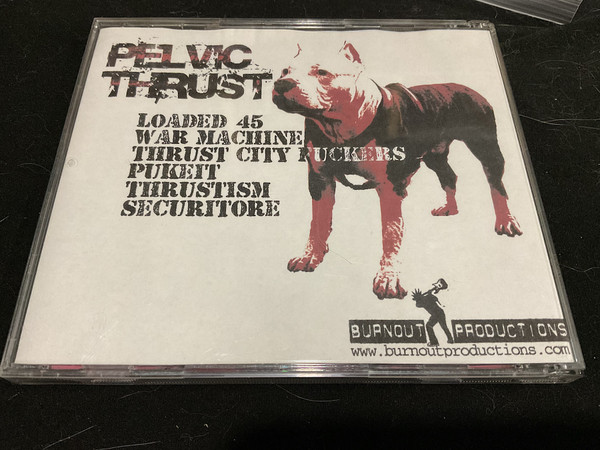 PELVIC
THRUST
LOADED 45
WAR MACHINE
THRUST CITY FUCKERS
PUKEIT
THRUSTISM
SECURITORE
BURNOUT PRODUCTIONS
www.burnoutproductions.com